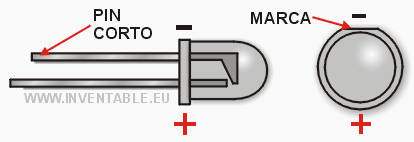 PIN
CORTO
-
MARCA
-
WWW.INVENTABLE.EU
+
+